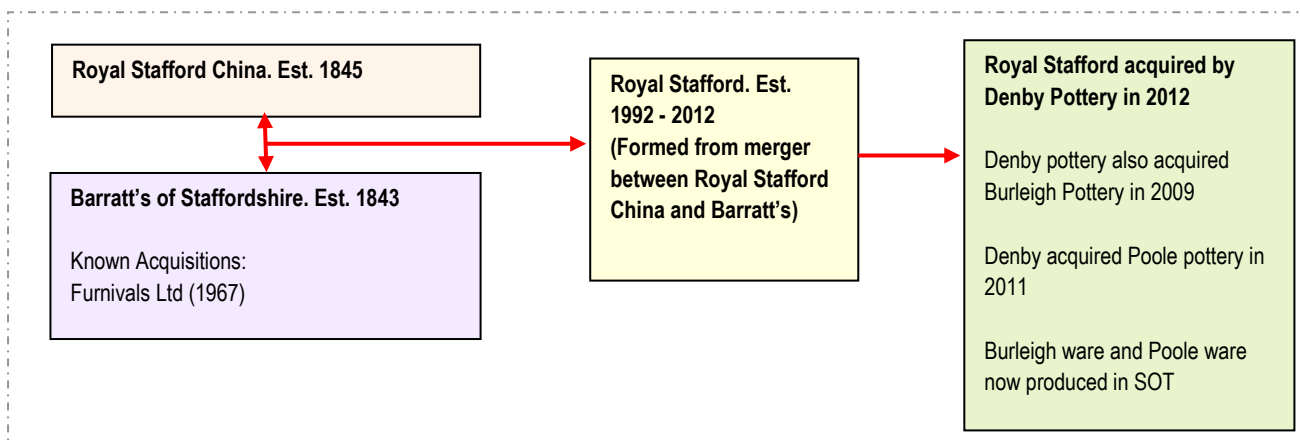 Royal Stafford China. Est. 1845
Barratt’s of Staffordshire. Est. 1843
Known Acquisitions:
Furnivals Ltd (1967)
Royal Stafford. Est.
1992 - 2012
(Formed from merger
between Royal Stafford
China and Barratt’s)
Royal Stafford acquired by
Denby Pottery in 2012
Denby pottery also acquired
Burleigh Pottery in 2009
Denby acquired Poole pottery in
2011
Burleigh ware and Poole ware
now produced in SOT